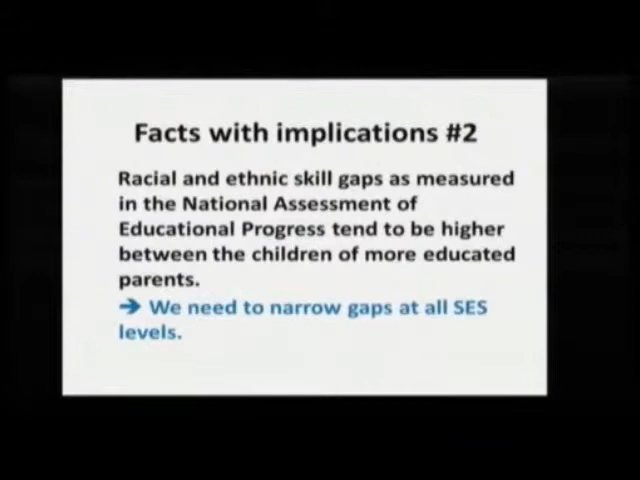 Facts with implications #2
Racial and ethnic skill gaps as measured
in the National Assessment of
Educational Progress tend to be higher
between the children of more educated
parents.
➔ We need to narrow gaps at all SES
levels.